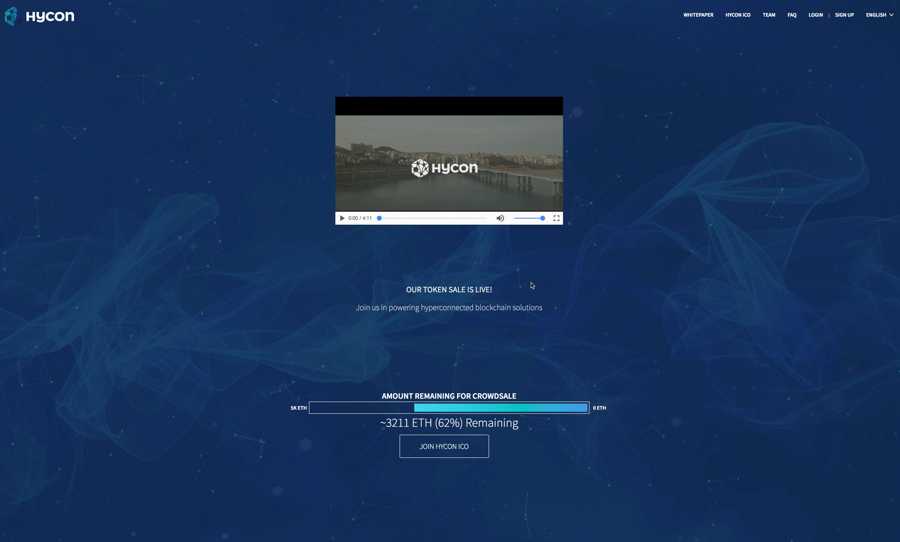 HYCON
WHITEPAPER HYCON ICO TEAM FAQ LOGIN | SIGN UP ENGLISH
HYCON
0:00 / 4:11
OUR TOKEN SALE IS LIVE!
Join us in powering hyperconnected blockchain solutions
AMOUNT REMAINING FOR CROWDSALE
5K ETH 0 ETH
~3211 ETH (62%) Remaining
JOIN HYCON ICO